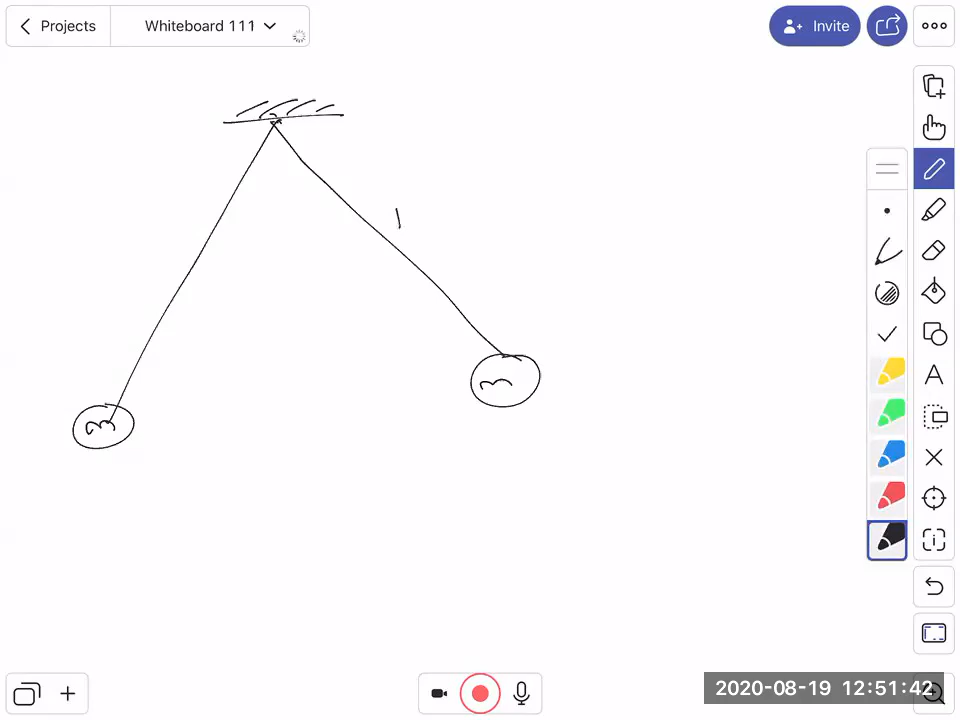 Projects
Whiteboard 111
Invite
l
m
m
A
2020-08-19 12:51:42